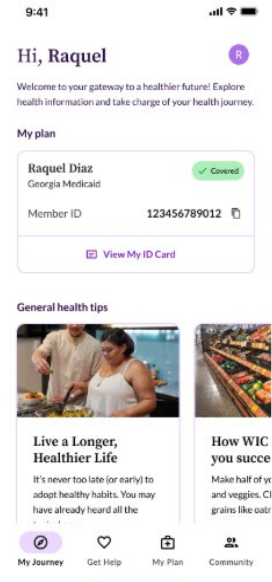 9:41
Hi, Raquel
R
Welcome to your gateway to a healthier future! Explore
health information and take charge of your health journey.
My plan
Raquel Diaz
Covered
Georgia Medicaid
Member ID
123456789012
View My ID Card
General health tips
Live a Longer,
Healthier Life
It's never too late (or early) to
adopt healthy habits. You may
have already heard all the
How WIC
you succe
Make half of yo
and veggies. Ch
grains like oatr
My Journey
Get Help
My Plan
Community